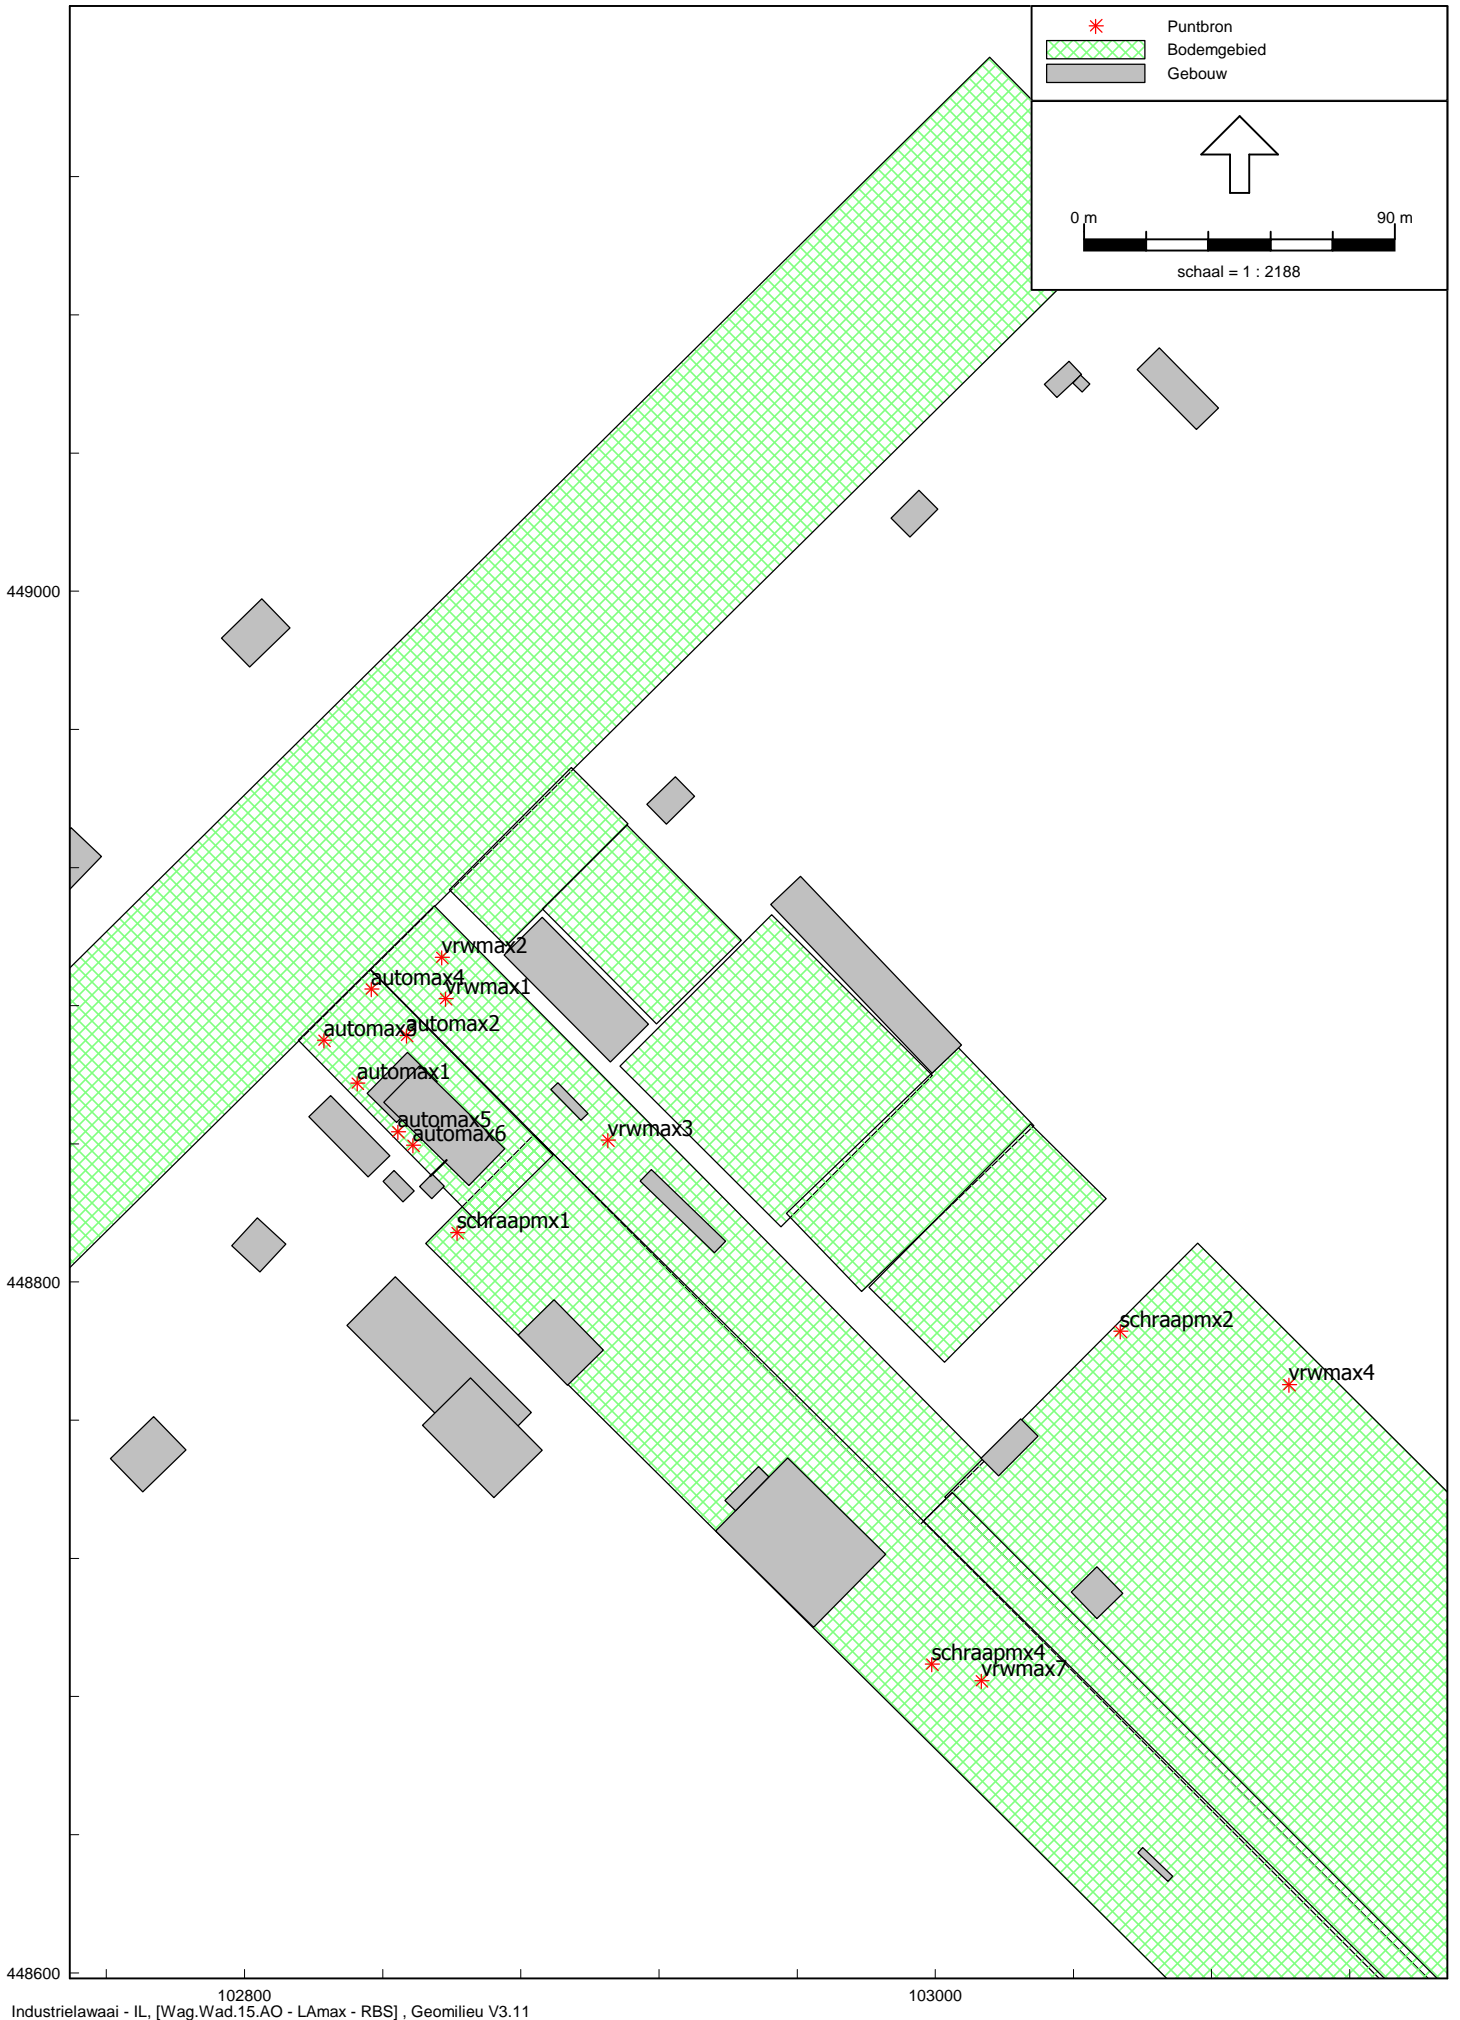 Puntbron
Bodemgebied
Gebouw
0 m
90 m
schaal = 1 : 2188
449000
vrwmax2
automax4
vrwmax1
automax2
automax3
automax1
automax5
automax6
vrwmax3
schraapmx1
448800
schraapmx2
vrwmax4
schraapmx4
vrwmax7
448600
102800
103000
Industrielawaai - IL, [Wag.Wad.15.AO - LAmax - RBS] , Geomilieu V3.11